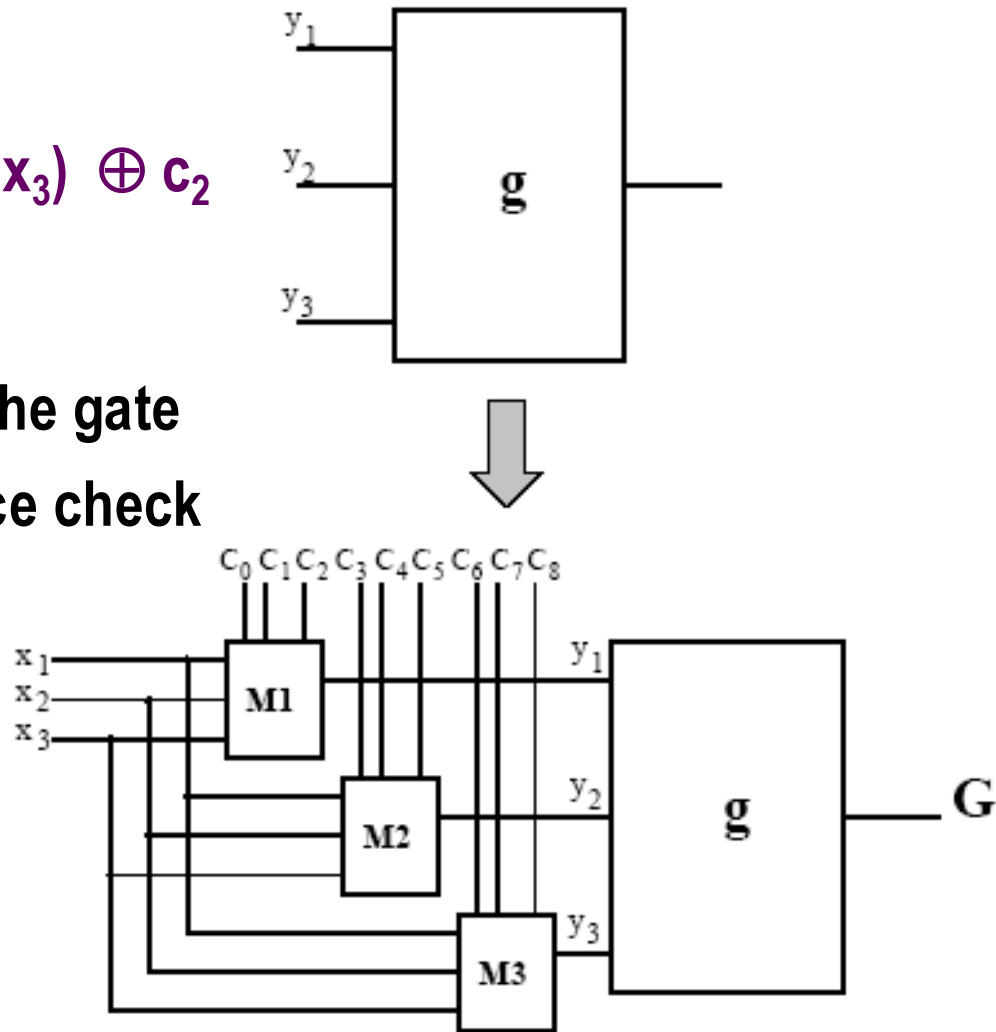 y₁
x₃) ⊕ c₂
y₂
g
y₃
he gate
ce check
C₀ C₁ C₂ C₃ C₄ C₅ C₆ C₇ C₈
x₁
x₂
x₃
M1
y₁
M2
y₂
g
G
M3
y₃